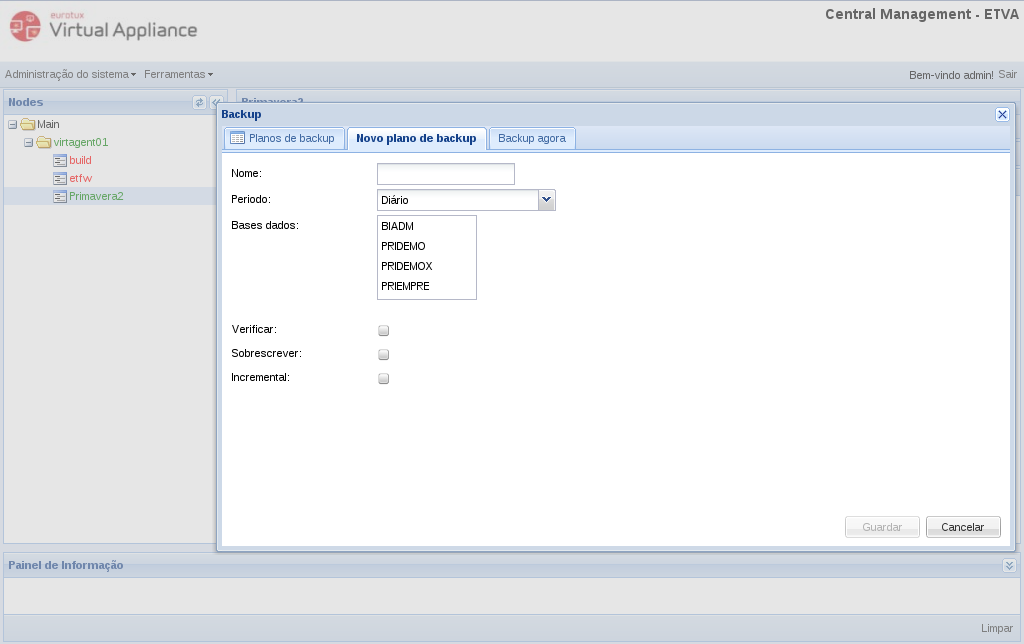 eurotux
Virtual Appliance
Central Management - ETVA
Administração do sistema
Ferramentas
Bem-vindo admin! Sair
Nodes
Primavera2
Main
virtagent01
build
etfw
Primavera2
Backup
Planos de backup
Novo plano de backup
Backup agora
Nome:
Periodo:
Diário
Bases dados:
BIADM
PRIDEMO
PRIDEMOX
PRIEMPRE
Verificar:
Sobrescrever:
Incremental:
Guardar
Cancelar
Painel de Informação
Limpar